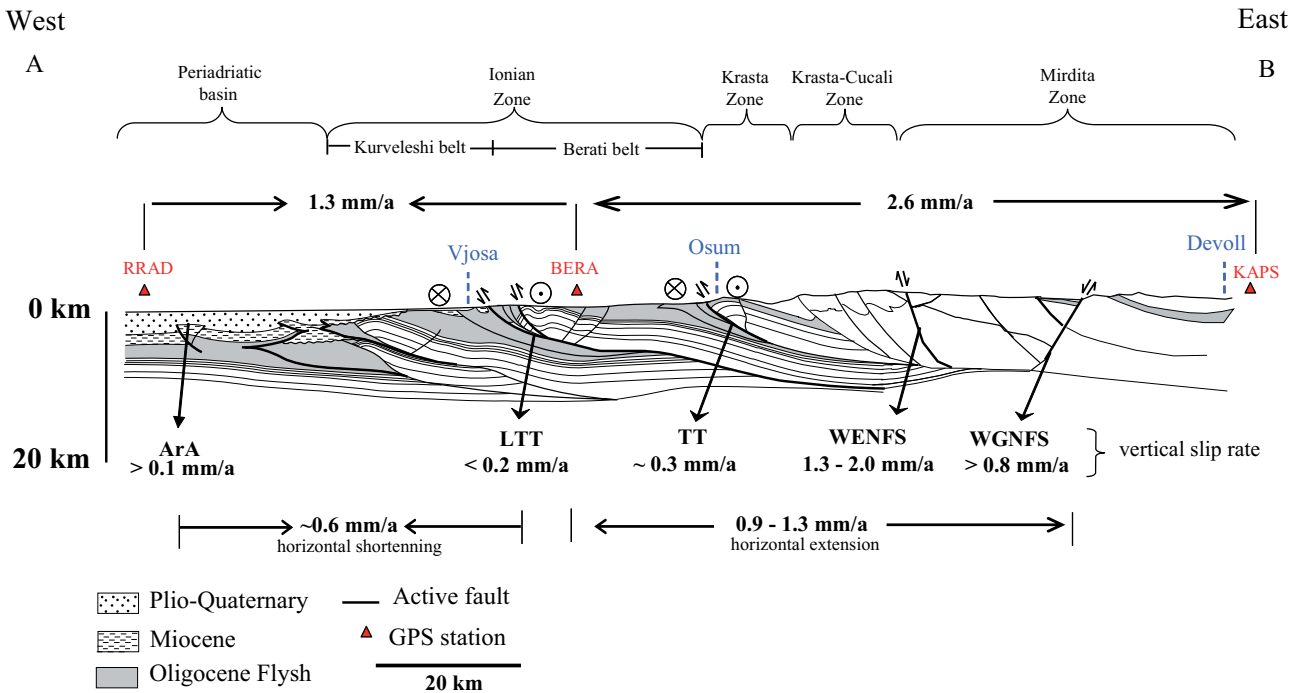 West
East
A
B
Periadriatic
basin
Ionian
Zone
Krasta
Zone
Krasta-Cucali
Zone
Mirdita
Zone
Kurveleshi belt
Berati belt
1.3 mm/a
2.6 mm/a
Vjosa
Osum
Devoll
RRAD
BERA
KAPS
0 km
20 km
ArA
> 0.1 mm/a
LTT
< 0.2 mm/a
TT
~ 0.3 mm/a
WENFS
1.3 - 2.0 mm/a
WGNFS
> 0.8 mm/a
vertical slip rate
~0.6 mm/a
horizontal shortenning
0.9 - 1.3 mm/a
horizontal extension
Plio-Quaternary
Active fault
Miocene
GPS station
Oligocene Flysh
20 km